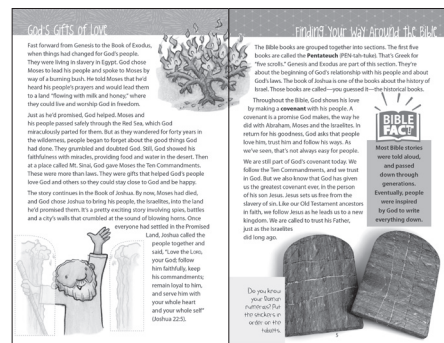 God's Gifts of Love
Fast forward from Genesis to the Book of Exodus,
when things had changed for God's people.
They were living in slavery in Egypt. God chose
Moses to lead his people and spoke to Moses by
way of a burning bush. He told Moses that he'd
heard his people's prayers and would lead them
to a land "flowing with milk and honey," where
they could live and worship God in freedom.
Just as he'd promised, God helped. Moses and
his people passed safely through the Red Sea, which God
miraculously parted for them. But as they wandered for forty years in
the wilderness, people began to forget about the good things God
had done. They grumbled and doubted God. Still, God showed his
faithfulness with miracles, providing food and water in the desert. Then
at a place called Mt. Sinai, God gave Moses the Ten Commandments.
These were more than laws. They were gifts that helped God's people
love God and others so they could stay close to God and be happy.
The story continues in the Book of Joshua. By now, Moses had died,
and God chose Joshua to bring his people, the Israelites, into the land
he'd promised them. It's a pretty exciting story involving spies, battles
and a city's walls that crumbled at the sound of blowing horns. Once
everyone had settled in the Promised
Land, Joshua called the
people together and
said, "Love the LORD,
your God; follow
him faithfully, keep
his commandments;
remain loyal to him,
and serve him with
your whole heart
and your whole self"
(Joshua 22:5).
Finding Your Way Around the Bible
The Bible books are grouped together into sections. The first five
books are called the Pentateuch (PEN-tah-tuke). That's Greek for
"five scrolls." Genesis and Exodus are part of this section. They're
about the beginning of God's relationship with his people and about
God's laws. The book of Joshua is one of the books about the history of
Israel. Those books are called—you guessed it—the historical books.
Throughout the Bible, God shows his love
by making a covenant with his people. A
covenant is a promise God makes, the way he
did with Abraham, Moses and the Israelites. In
return for his goodness, God asks that people
love him, trust him and follow his ways. As
we've seen, that's not always easy for people.
We are still part of God's covenant today. We
follow the Ten Commandments, and we trust
in God. But we also know that God has given
us the greatest covenant ever, in the person
of his son Jesus. Jesus sets us free from the
slavery of sin. Like our Old Testament ancestors
in faith, we follow Jesus as he leads us to a new
kingdom. We are called to trust his Father,
just as the Israelites
did long ago.
BIBLE
FACT
Most Bible stories
were told aloud,
and passed
down through
generations.
Eventually, people
were inspired
by God to write
everything down.
Do you know
your Roman
numerals? Put
the stickers in
order on the
tablets.
5